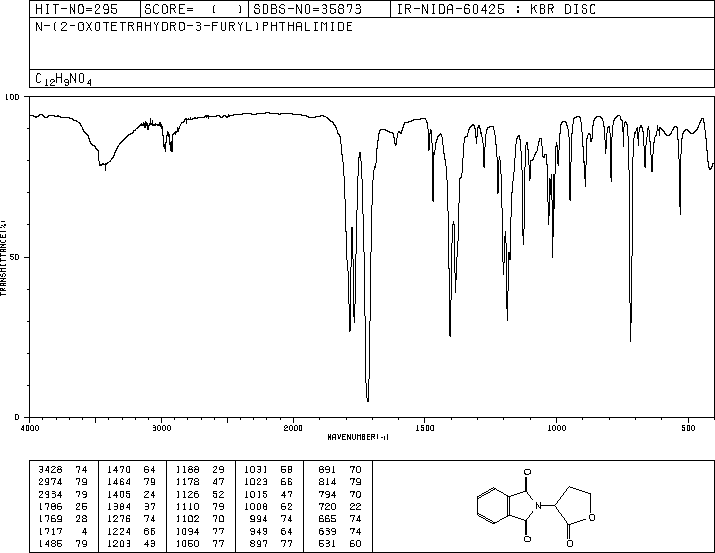 HIT-NO=295 SCORE= ( ) SDBS-NO=35873 IR-NIDA-60425 : KBR DISC
N-(2-OXOTETRAHYDRO-3-FURYL)PHTHALIMIDE
C12H9NO4
100
50
0
TRANSMITTANCE(%)
4000 3000 2000 1500 1000 500
WAVENUMBER(-1)
3428 74 1470 64 1188 29 1031 58 891 70
2974 79 1464 79 1178 47 1023 66 814 79
2934 79 1405 24 1126 52 1015 47 794 70
1786 25 1384 37 1110 79 1008 62 720 22
1769 28 1276 74 1102 70 994 74 665 74
1717 4 1224 66 1094 77 949 64 639 74
1485 79 1203 43 1050 77 897 77 531 60
O
N
O
O
O